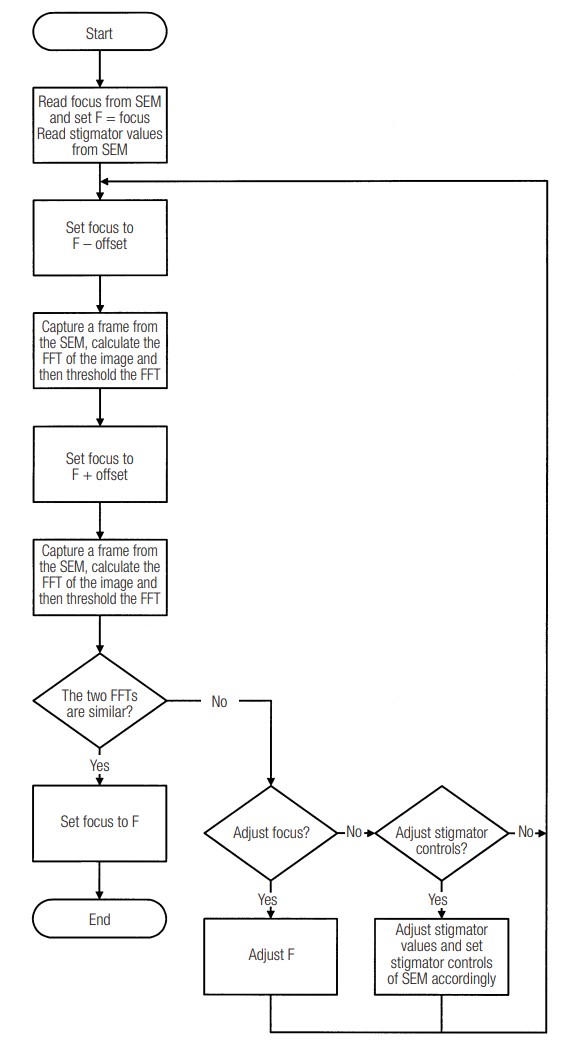 Start
Read focus from SEM
and set F = focus
Read stigmator values
from SEM
Set focus to
F – offset
Capture a frame from
the SEM, calculate the
FFT of the image and
then threshold the FFT
Set focus to
F + offset
Capture a frame from
the SEM, calculate the
FFT of the image and
then threshold the FFT
The two FFTs
are similar?
No
Yes
Set focus to F
End
Adjust focus?
No
Adjust stigmator
controls?
No
Yes
Yes
Adjust F
Adjust stigmator
values and set
stigmator controls
of SEM accordingly